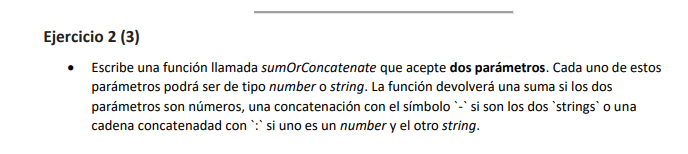 Ejercicio 2 (3)
• Escribe una función llamada sumOrConcatenate que acepte dos parámetros. Cada uno de estos
parámetros podrá ser de tipo number o string. La función devolverá una suma si los dos
parámetros son números, una concatenación con el símbolo `-` si son los dos `strings` o una
cadena concatenadad con `:` si uno es un number y el otro string.